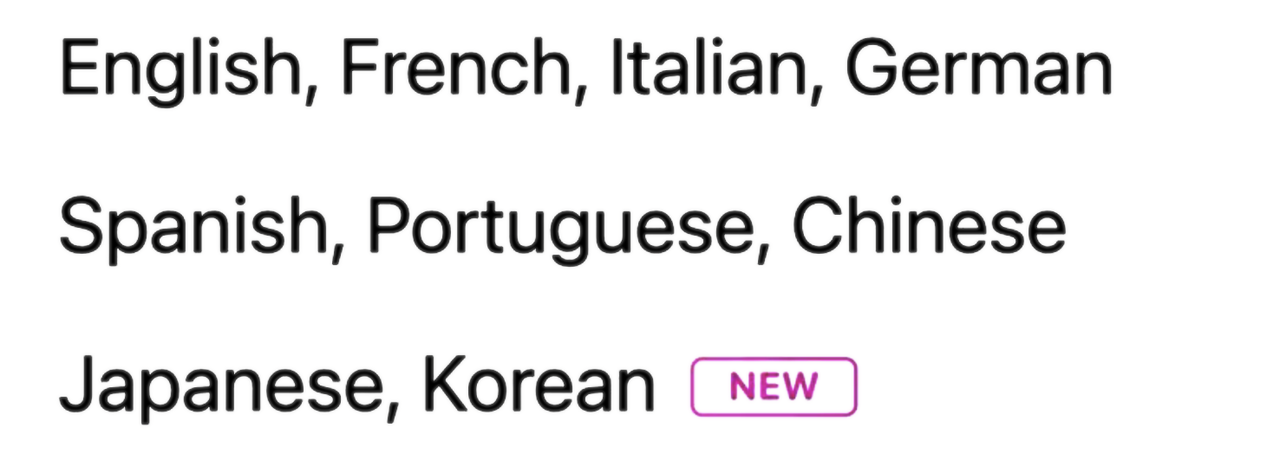 English, French, Italian, German
Spanish, Portuguese, Chinese
Japanese, Korean NEW